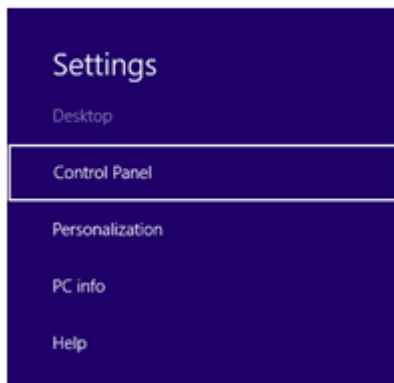 Settings
Desktop
Control Panel
Personalization
PC info
Help